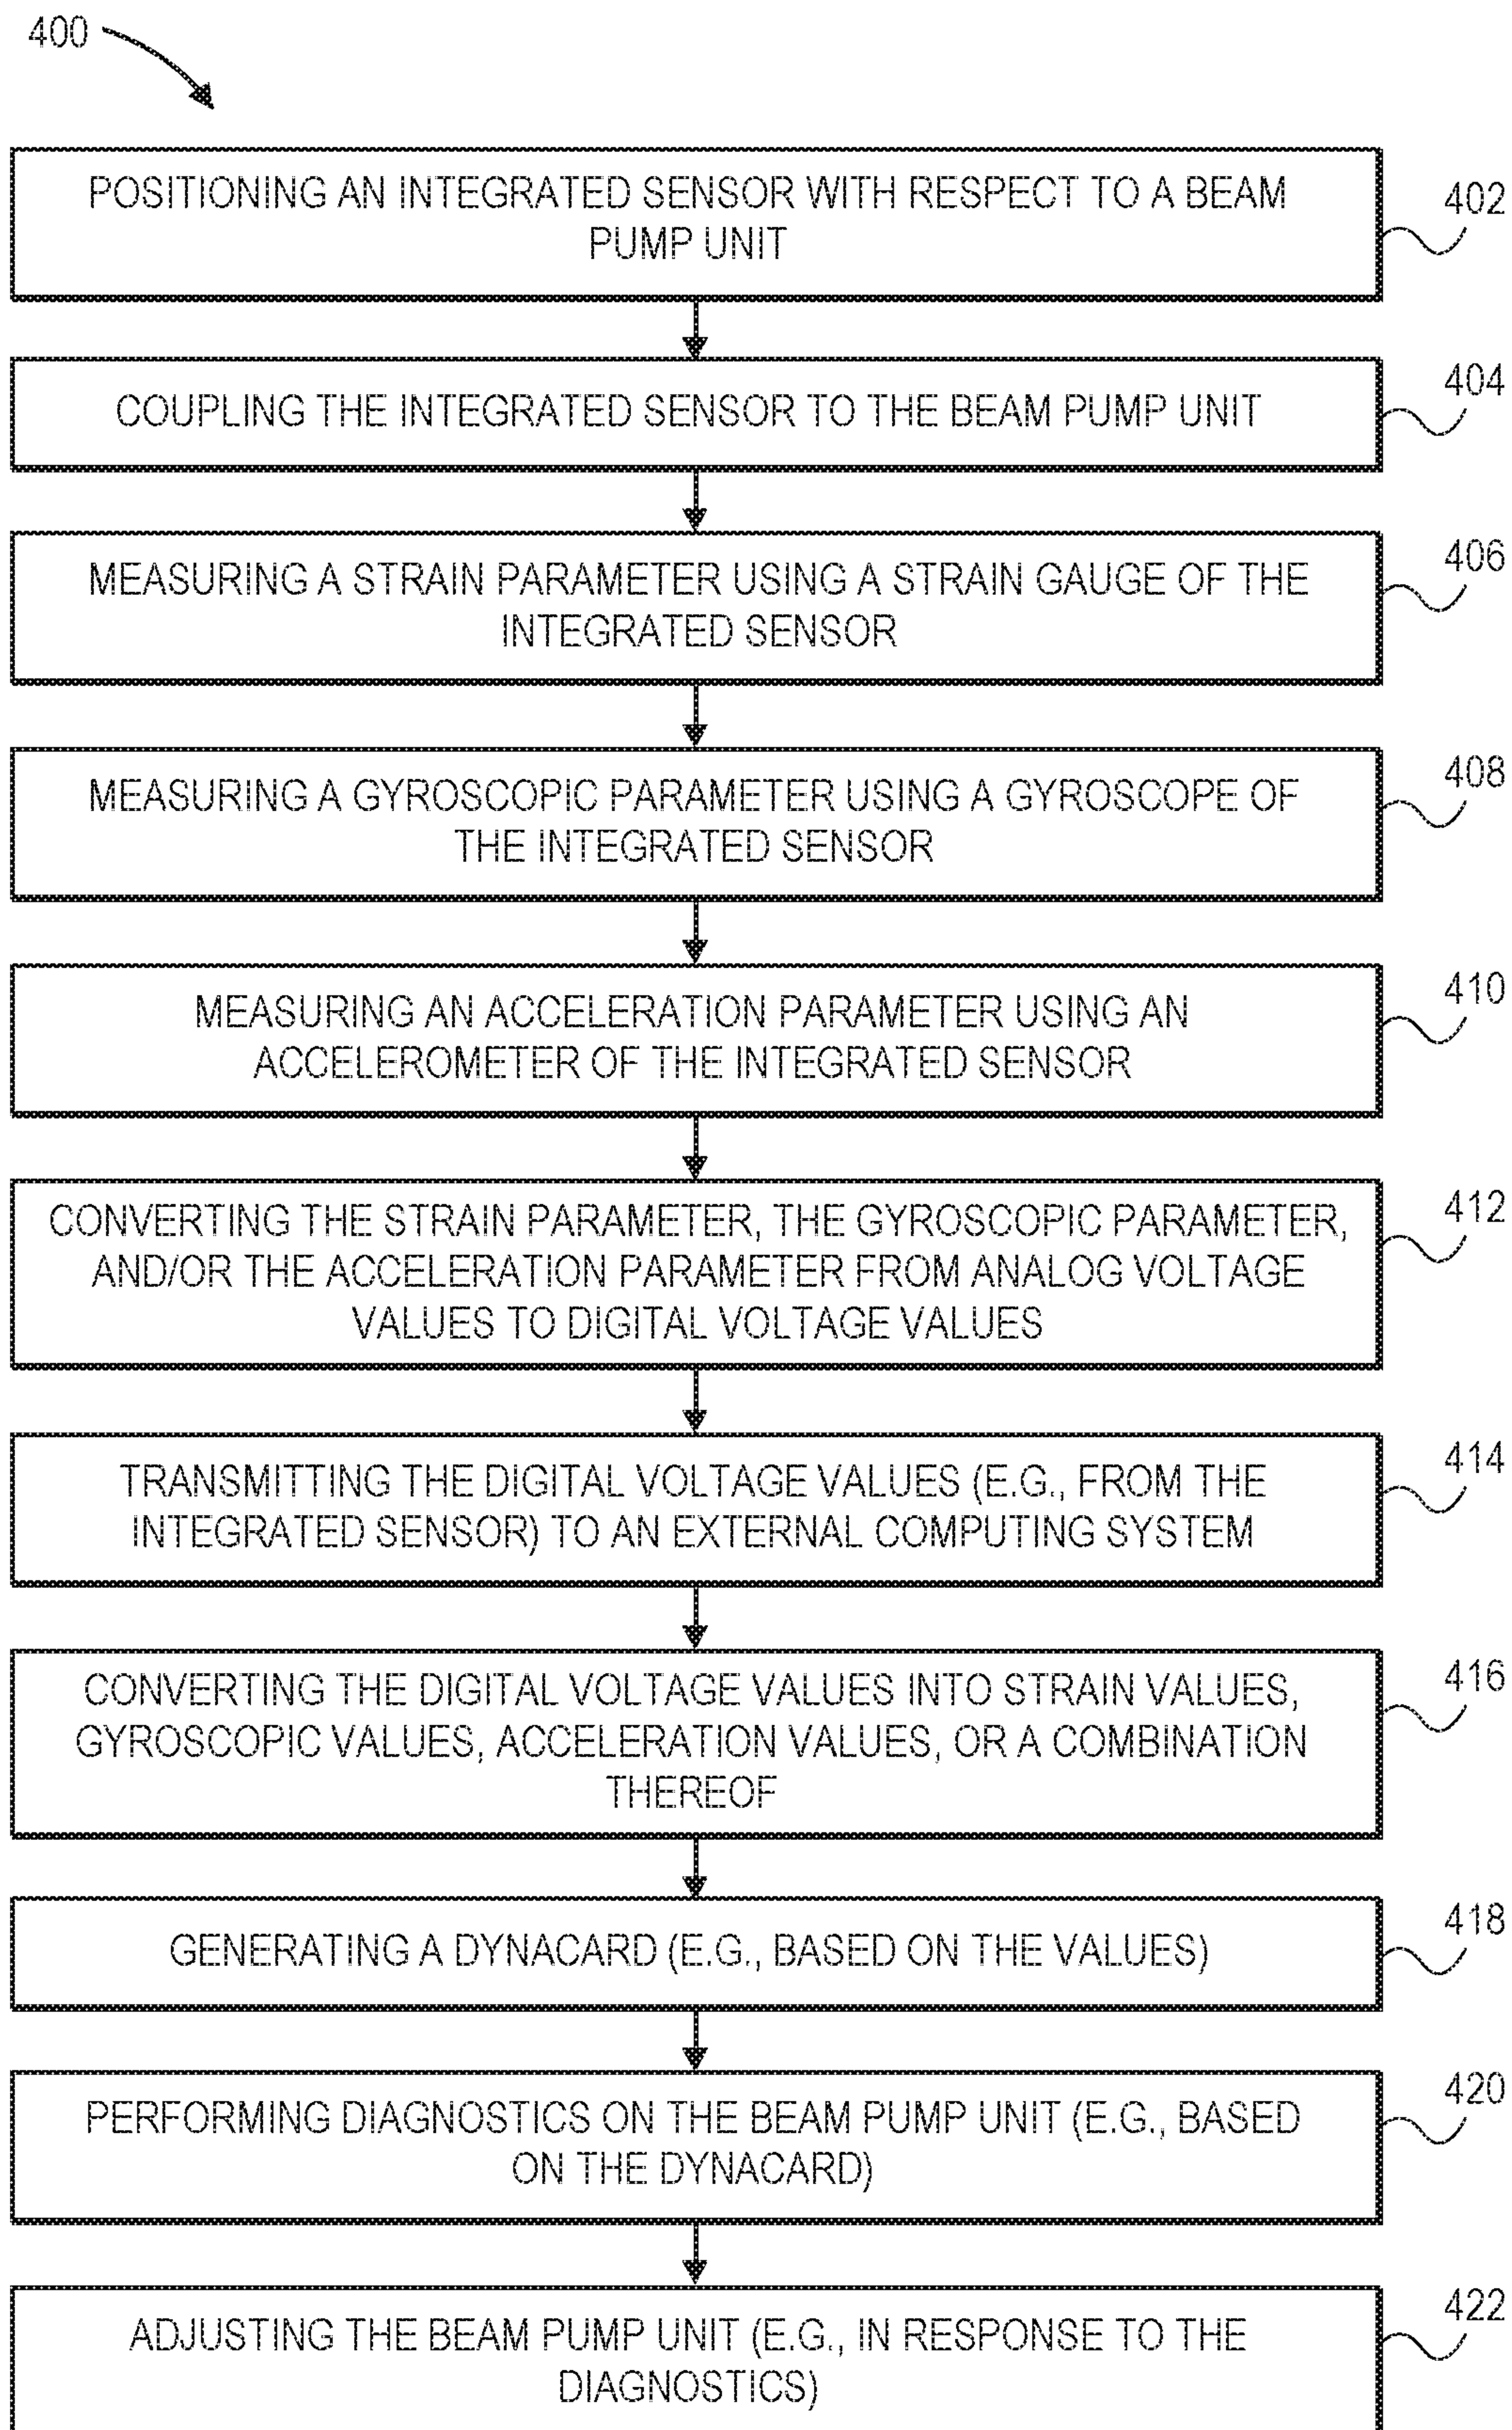 400
POSITIONING AN INTEGRATED SENSOR WITH RESPECT TO A BEAM
PUMP UNIT
402
COUPLING THE INTEGRATED SENSOR TO THE BEAM PUMP UNIT
404
MEASURING A STRAIN PARAMETER USING A STRAIN GAUGE OF THE
INTEGRATED SENSOR
406
MEASURING A GYROSCOPIC PARAMETER USING A GYROSCOPE OF
THE INTEGRATED SENSOR
408
MEASURING AN ACCELERATION PARAMETER USING AN
ACCELEROMETER OF THE INTEGRATED SENSOR
410
CONVERTING THE STRAIN PARAMETER, THE GYROSCOPIC PARAMETER,
AND/OR THE ACCELERATION PARAMETER FROM ANALOG VOLTAGE
VALUES TO DIGITAL VOLTAGE VALUES
412
TRANSMITTING THE DIGITAL VOLTAGE VALUES (E.G., FROM THE
INTEGRATED SENSOR) TO AN EXTERNAL COMPUTING SYSTEM
414
CONVERTING THE DIGITAL VOLTAGE VALUES INTO STRAIN VALUES,
GYROSCOPIC VALUES, ACCELERATION VALUES, OR A COMBINATION
THEREOF
416
GENERATING A DYNACARD (E.G., BASED ON THE VALUES)
418
PERFORMING DIAGNOSTICS ON THE BEAM PUMP UNIT (E.G., BASED
ON THE DYNACARD)
420
ADJUSTING THE BEAM PUMP UNIT (E.G., IN RESPONSE TO THE
DIAGNOSTICS)
422